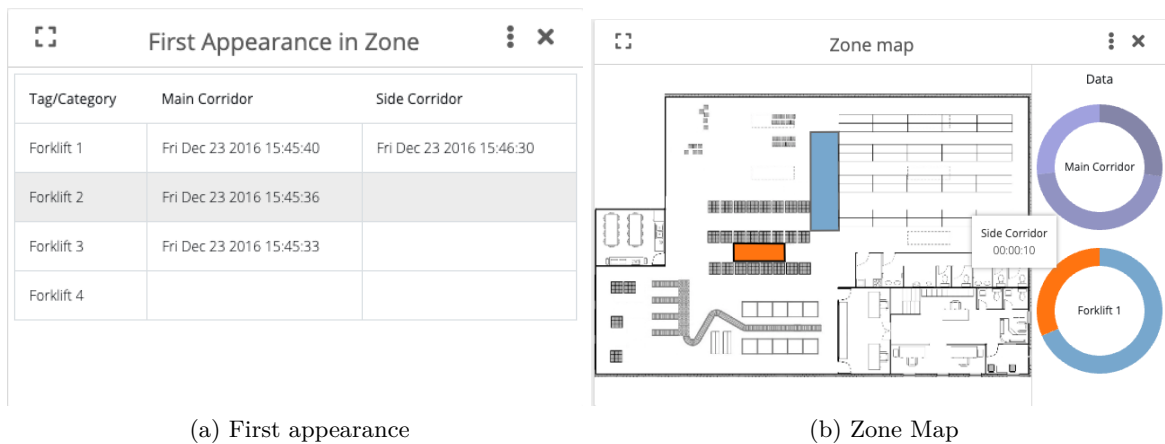 First Appearance in Zone
Tag/Category Main Corridor Side Corridor
Forklift 1 Fri Dec 23 2016 15:45:40 Fri Dec 23 2016 15:46:30
Forklift 2 Fri Dec 23 2016 15:45:36
Forklift 3 Fri Dec 23 2016 15:45:33
Forklift 4
(a) First appearance
Zone map
Data
Main Corridor
Side Corridor
00:00:10
Forklift 1
(b) Zone Map